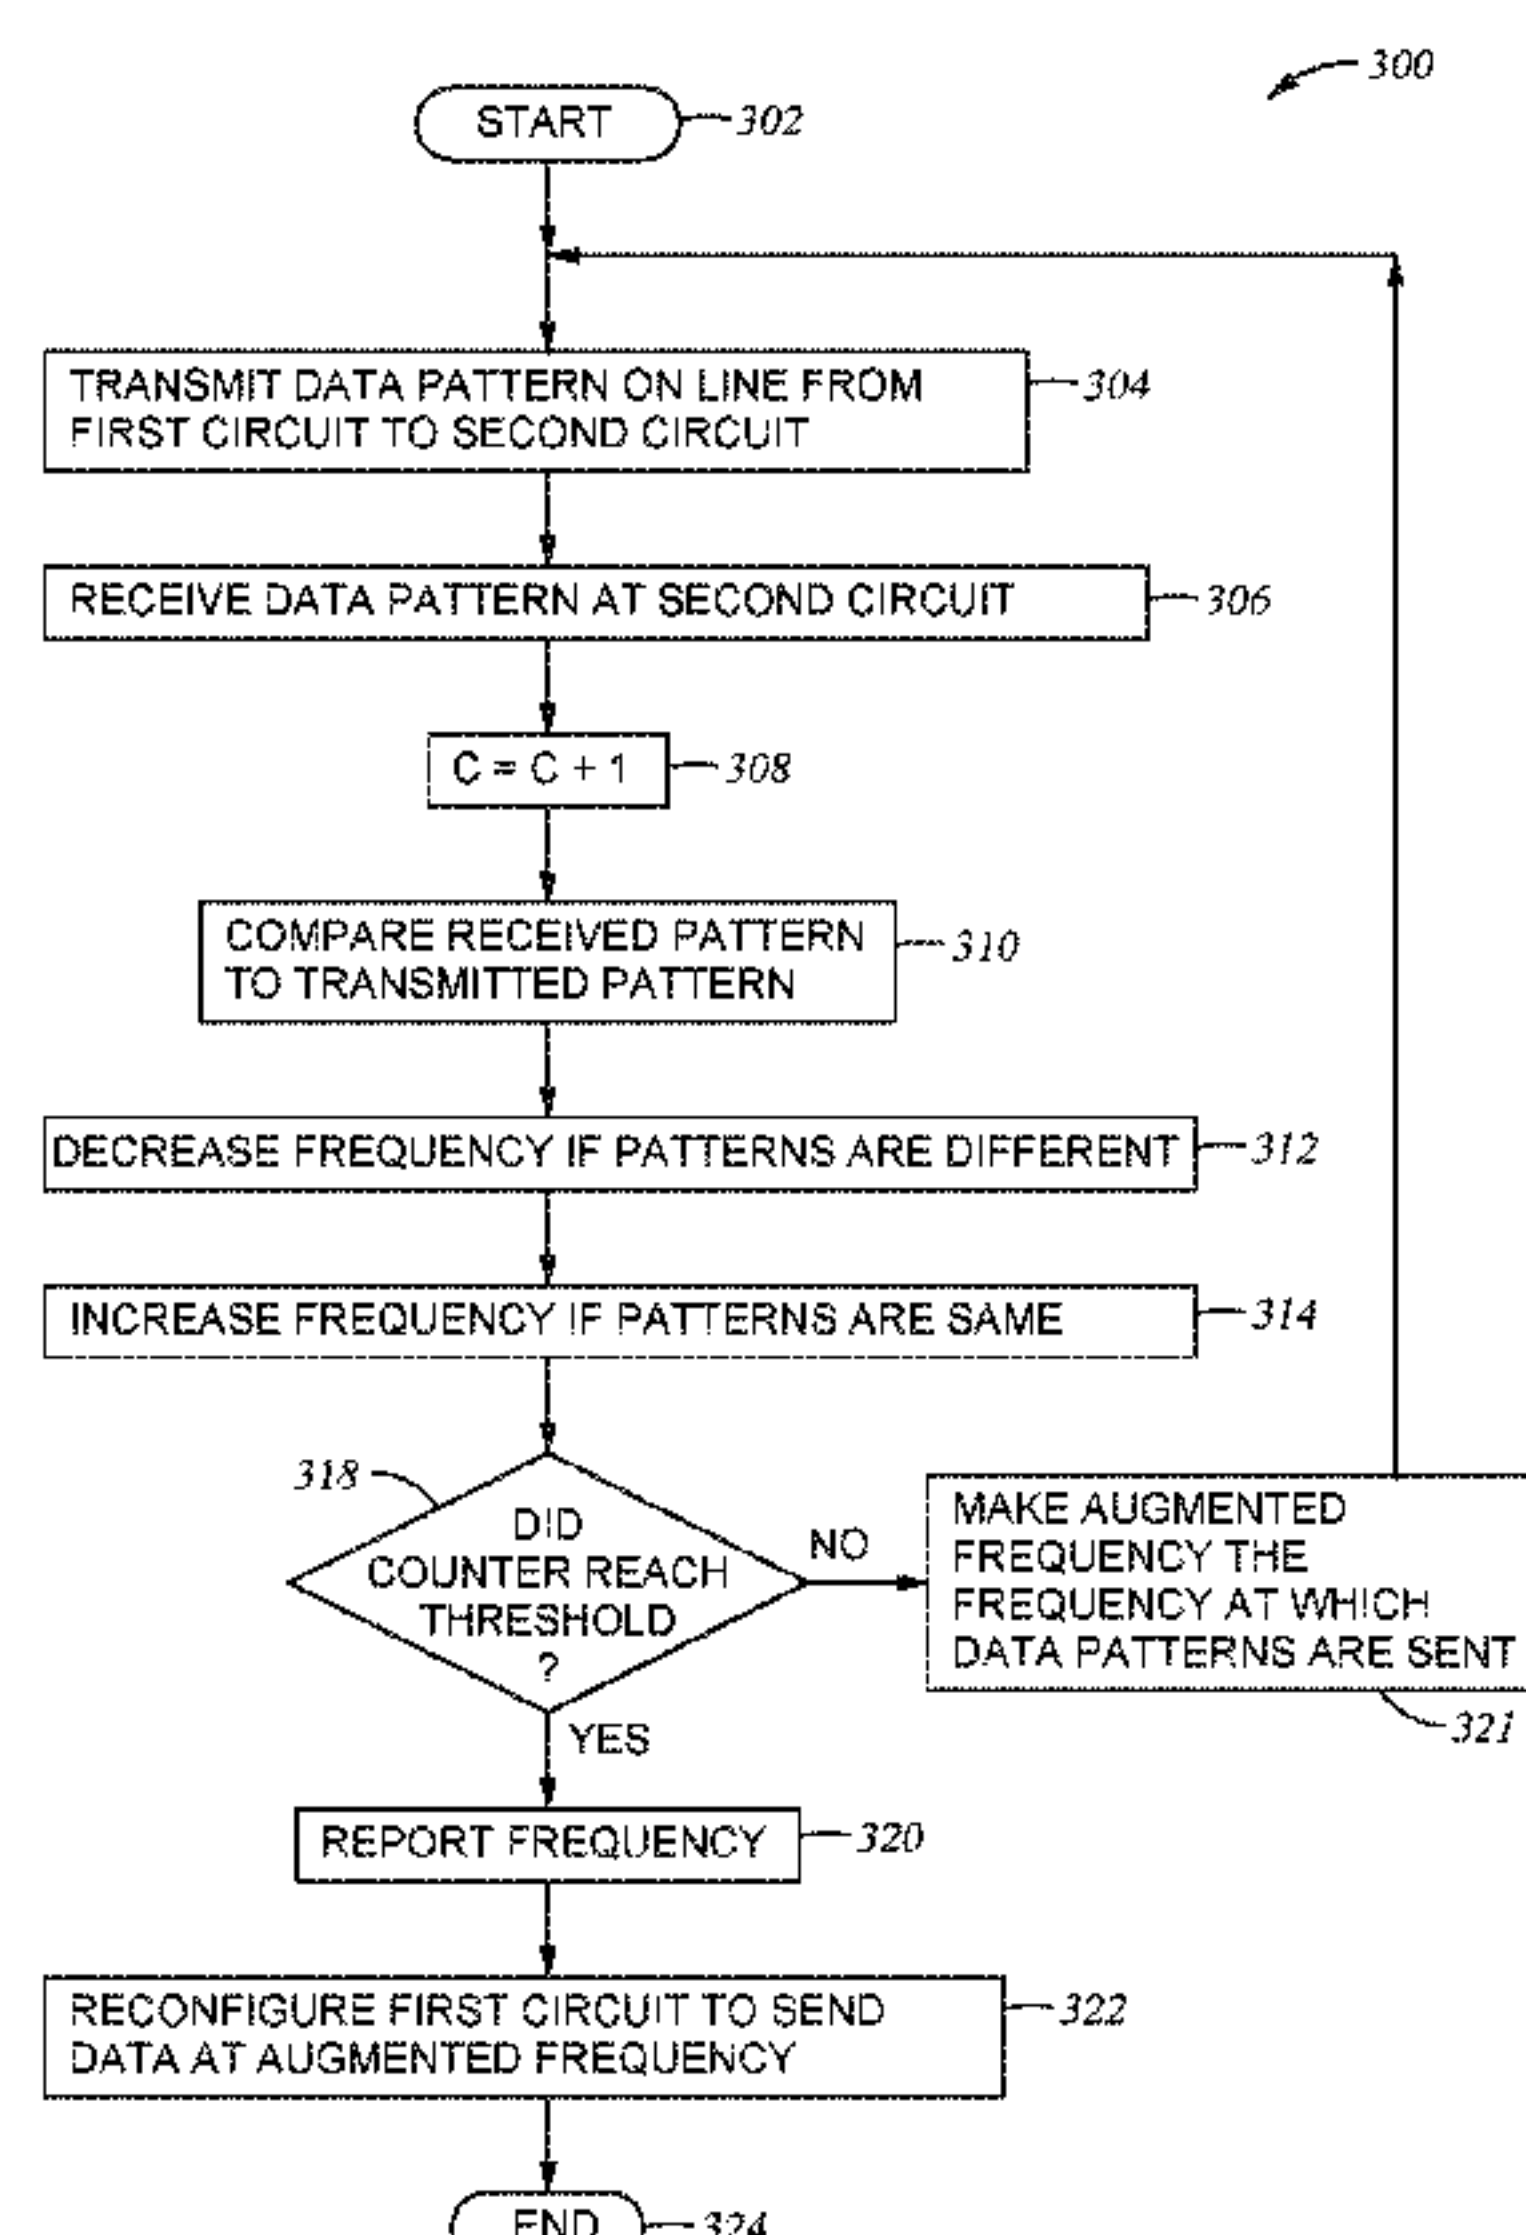 300
START
302
TRANSMIT DATA PATTERN ON LINE FROM
FIRST CIRCUIT TO SECOND CIRCUIT
304
RECEIVE DATA PATTERN AT SECOND CIRCUIT
306
C = C + 1
308
COMPARE RECEIVED PATTERN
TO TRANSMITTED PATTERN
310
DECREASE FREQUENCY IF PATTERNS ARE DIFFERENT
312
INCREASE FREQUENCY IF PATTERNS ARE SAME
314
318
DID
COUNTER REACH
THRESHOLD
?
NO
MAKE AUGMENTED
FREQUENCY THE
FREQUENCY AT WHICH
DATA PATTERNS ARE SENT
321
YES
REPORT FREQUENCY
320
RECONFIGURE FIRST CIRCUIT TO SEND
DATA AT AUGMENTED FREQUENCY
322
END
324